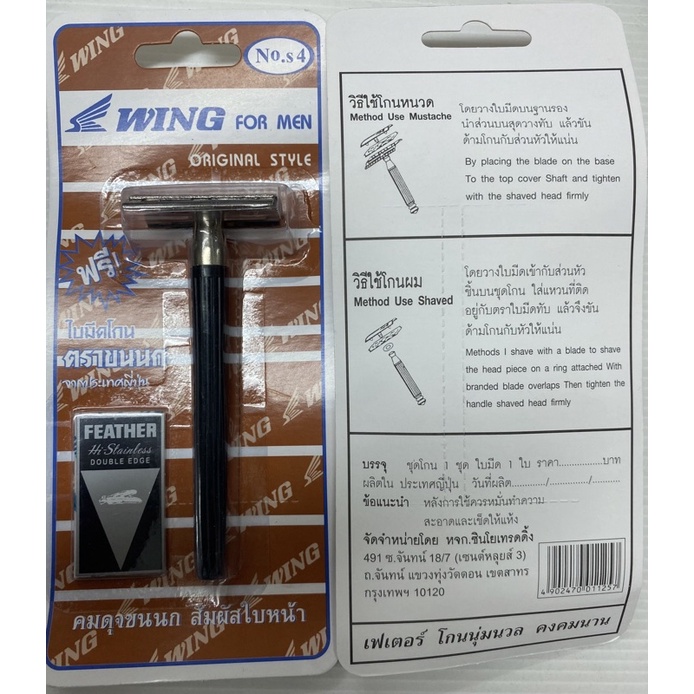 WING
No.s4
WING FOR MEN
ORIGINAL STYLE
ฟรี!
ใบมีดโกน
ตราขนนก
จากประเทศญี่ปุ่น
FEATHER
Hi-Stainless
DOUBLE EDGE
คมดุจขนนก สัมผัสใบหน้า
วิธีใช้โกนหนวด
Method Use Mustache
โดยวางใบมีดบนฐานรอง
นำส่วนบนสุดวางทับ แล้วขัน
ด้ามโกนกับส่วนหัวให้แน่น
By placing the blade on the base
To the top cover Shaft and tighten
with the shaved head firmly
วิธีใช้โกนผม
Method Use Shaved
โดยวางใบมีดเข้ากับส่วนหัว
ชิ้นบนชุดโกน ใส่แหวนที่ติด
อยู่กับตราใบมีดทับ แล้วจึงขัน
ด้ามโกนกับหัวให้แน่น
Methods I shave with a blade to shave
the head piece on a ring attached With
branded blade overlaps Then tighten the
handle shaved head firmly
บรรจุ ชุดโกน 1 ชุด ใบมีด 1 ใบ ราคา..............บาท
ผลิตใน ประเทศญี่ปุ่น วันที่ผลิต........../........../..........
ข้อแนะนำ หลังการใช้ควรหมั่นทำความ
สะอาดและเช็ดให้แห้ง
จัดจำหน่ายโดย หจก.ชินโยเทรดดิ้ง
491 ซ.จันทน์ 18/7 (เซนต์หลุยส์ 3)
ถ.จันทน์ แขวงทุ่งวัดดอน เขตสาทร
กรุงเทพฯ 10120
4 902470 011257
เฟเตอร์ โกนนุ่มนวล คงคมนาน